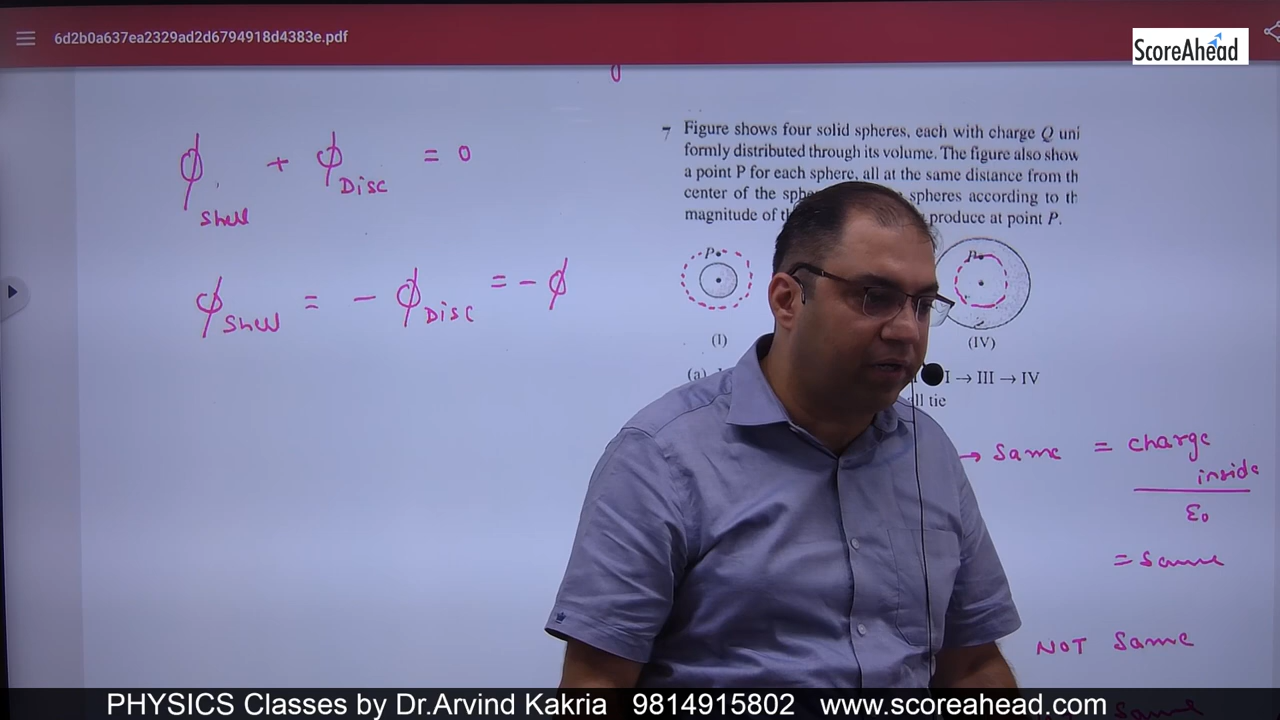 6d2b0a637ea2329ad2d6794918d4383e.pdf
ScoreAhead
ϕ Shell + ϕ Disc = 0
ϕ Shell = - ϕ Disc = - ϕ
7 Figure shows four solid spheres, each with charge Q uni
formly distributed through its volume. The figure also show
a point P for each sphere, all at the same distance from th
center of the spheres according to th
magnitude of produce at point P.
P
P
(I)
(IV)
(a) I → III → IV
all tie
→ Same = charge inside
ε₀
= Same
NOT Same
Same
PHYSICS Classes by Dr.Arvind Kakria 9814915802 www.scoreahead.com